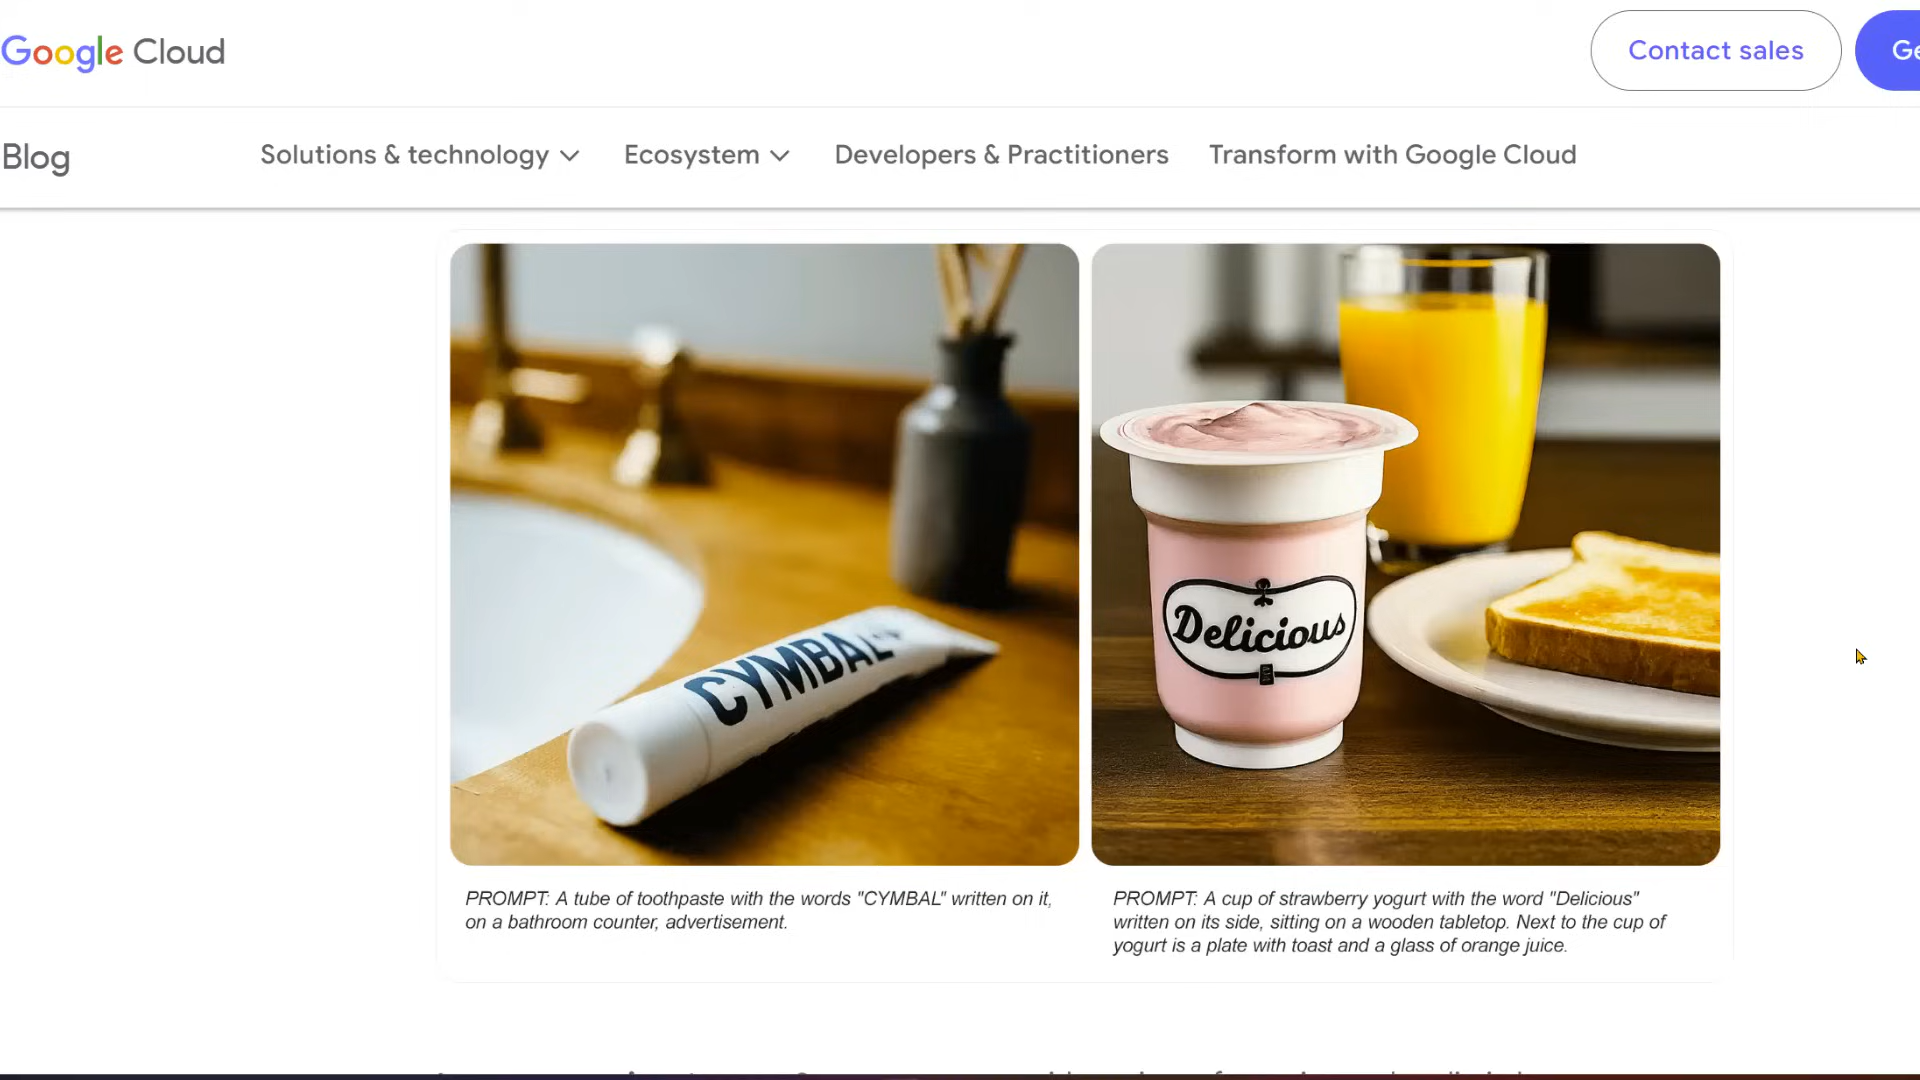 Google Cloud
Contact sales
Ge
Blog
Solutions & technology
Ecosystem
Developers & Practitioners
Transform with Google Cloud
CYMBAL
Delicious
PROMPT: A tube of toothpaste with the words "CYMBAL" written on it,
on a bathroom counter, advertisement.
PROMPT: A cup of strawberry yogurt with the word "Delicious"
written on its side, sitting on a wooden tabletop. Next to the cup of
yogurt is a plate with toast and a glass of orange juice.